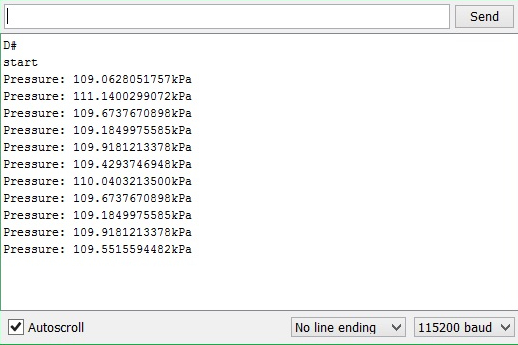 Send
D#
start
Pressure: 109.0628051757kPa
Pressure: 111.1400299072kPa
Pressure: 109.6737670898kPa
Pressure: 109.1849975585kPa
Pressure: 109.9181213378kPa
Pressure: 109.4293746948kPa
Pressure: 110.0403213500kPa
Pressure: 109.6737670898kPa
Pressure: 109.1849975585kPa
Pressure: 109.9181213378kPa
Pressure: 109.5515594482kPa
Autoscroll
No line ending
115200 baud